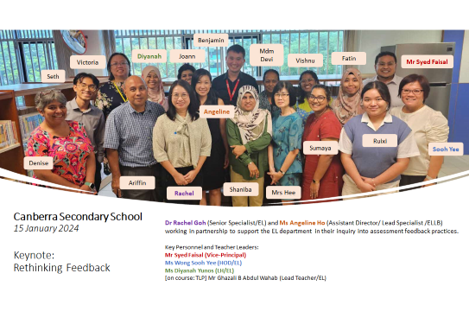 Benjamin
Victoria
Diyanah
Joann
Mdm
Devi
Vishnu
Fatin
Mr Syed Faisal
Seth
Angeline
Denise
Ariffin
Rachel
Shaniba
Mrs Hee
Sumaya
Ruixi
Sooh Yee
Canberra Secondary School
15 January 2024
Keynote:
Rethinking Feedback
Dr Rachel Goh (Senior Specialist/EL) and Ms Angeline Ho (Assistant Director/ Lead Specialist /ELLB)
working in partnership to support the EL department in their inquiry into assessment feedback practices.
Key Personnel and Teacher Leaders:
Mr Syed Faisal (Vice-Principal)
Ms Wong Sooh Yee (HOD/EL)
Ms Diyanah Yunus (LH/EL)
[on course: TLP] Mr Ghazali B Abdul Wahab (Lead Teacher/EL)